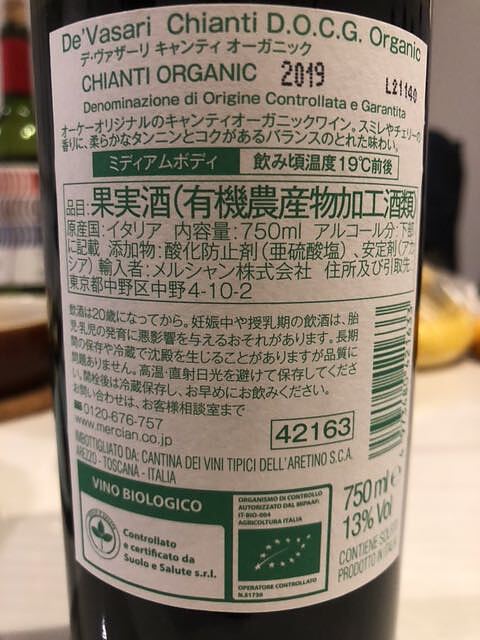 De'Vasari Chianti D.O.C.G. Organic
デ・ヴァザーリ キャンティ オーガニック
CHIANTI ORGANIC 2019 L21140
Denominazione di Origine Controllata e Garantita
オーケーオリジナルのキャンティオーガニックワイン。スミレやチェリーの
香りに、柔らかなタンニンとコクがあるバランスのとれた味わい。
ミディアムボディ 飲み頃温度19℃前後
品目:果実酒(有機農産物加工酒類)
原産国:イタリア 内容量:750ml アルコール分:下部
に記載 添加物:酸化防止剤(亜硫酸塩)、安定剤(アカ
シア) 輸入者:メルシャン株式会社 住所及び引取先:
東京都中野区中野4-10-2
飲酒は20歳になってから。妊娠中や授乳期の飲酒は、胎
児・乳児の発育に悪影響を与えるおそれがあります。長期
間の保存や冷蔵で沈殿を生じることがありますが品質に
問題ありません。高温・直射日光を避けて保存してくださ
い。開栓後は冷蔵保存し、お早めにお飲みください。
お問い合わせは、お客様相談室まで
0120-676-757
www.mercian.co.jp
42163
IMBOTTIGLIATO DA: CANTINA DEI VINI TIPICI DELL'ARETINO S.C.A.
AREZZO - TOSCANA - ITALIA
VINO BIOLOGICO
Controllato
e certificato da
Suolo e Salute s.r.l.
ORGANISMO DI CONTROLLO
AUTORIZZATO DAL MIPAAF:
IT-BIO-004
AGRICOLTURA ITALIA
OPERATORE CONTROLLATO
N.51730
750 ml e
13% Vol
CONTIENE
PRODOTTO IN